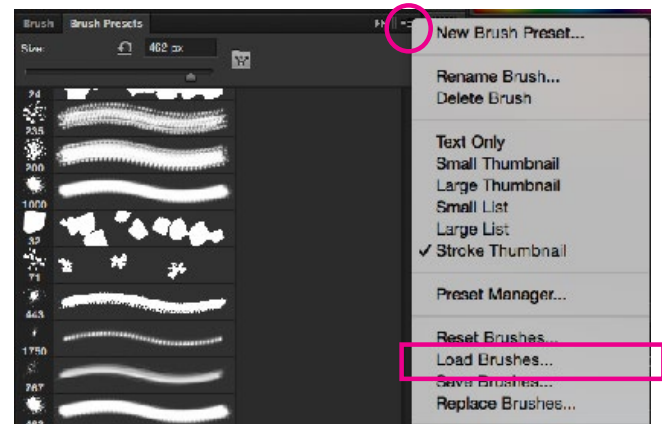 Brush Brush Presets
Size: 462 px
24
235
200
1000
32
71
443
1750
267
New Brush Preset...
Rename Brush...
Delete Brush
Text Only
Small Thumbnail
Large Thumbnail
Small List
Large List
✓ Stroke Thumbnail
Preset Manager...
Reset Brushes...
Load Brushes...
Save Brushes...
Replace Brushes...